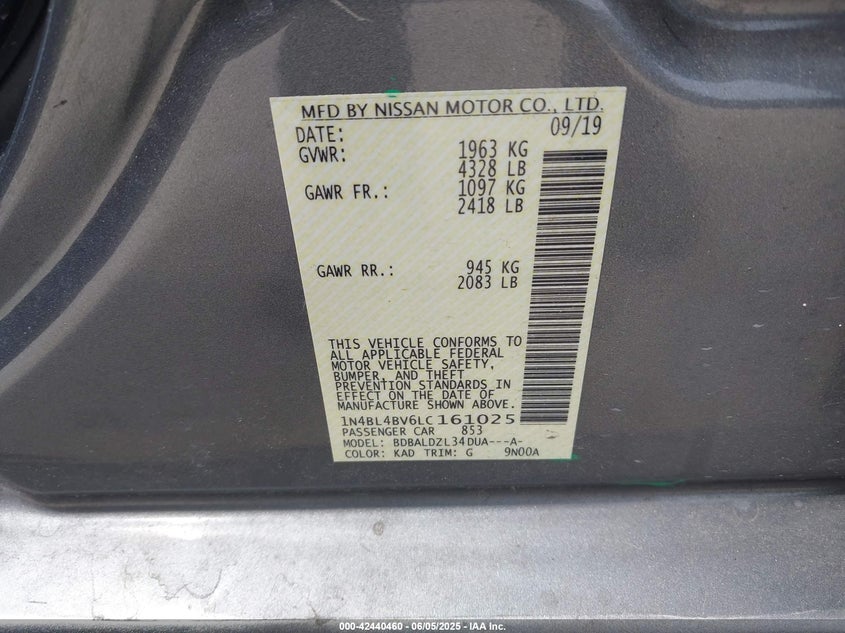 MFD BY NISSAN MOTOR CO., LTD.
DATE: 09/19
GVWR: 1963 KG
4328 LB
GAWR FR.: 1097 KG
2418 LB
GAWR RR.: 945 KG
2083 LB
THIS VEHICLE CONFORMS TO
ALL APPLICABLE FEDERAL
MOTOR VEHICLE SAFETY,
BUMPER, AND THEFT
PREVENTION STANDARDS IN
EFFECT ON THE DATE OF
MANUFACTURE SHOWN ABOVE.
1N4BL4BV6LC161025
PASSENGER CAR 853
MODEL: BDBALDZL34DUA---A-
COLOR: KAD TRIM: G 9N00A
000-42440460 - 06/05/2025 - IAA Inc.